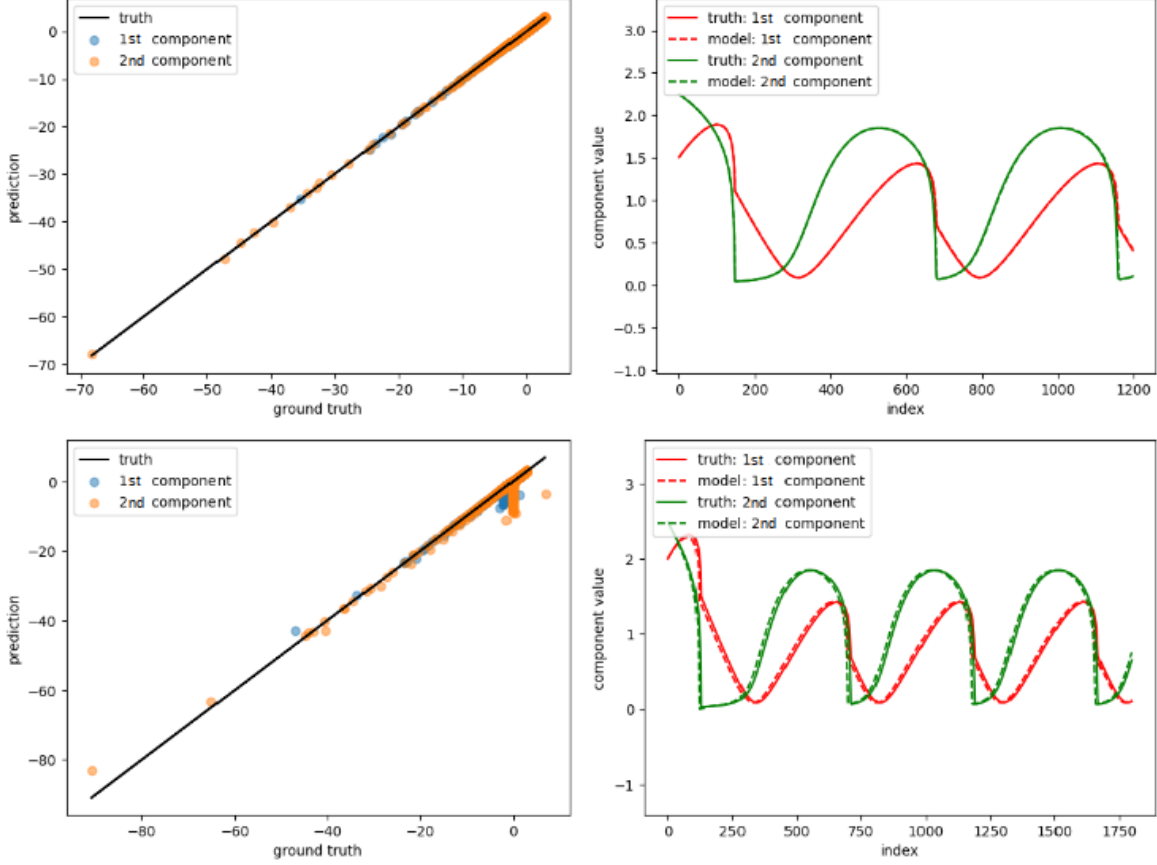 truth
1st component
2nd component
prediction
0
−10
−20
−30
−40
−50
−60
−70
−70 −60 −50 −40 −30 −20 −10 0
ground truth
truth: 1st component
model: 1st component
truth: 2nd component
model: 2nd component
component value
3.0
2.5
2.0
1.5
1.0
0.5
0.0
−0.5
−1.0
0 200 400 600 800 1000 1200
index
truth
1st component
2nd component
prediction
0
−20
−40
−60
−80
−80 −60 −40 −20 0
ground truth
truth: 1st component
model: 1st component
truth: 2nd component
model: 2nd component
component value
3
2
1
0
−1
0 250 500 750 1000 1250 1500 1750
index